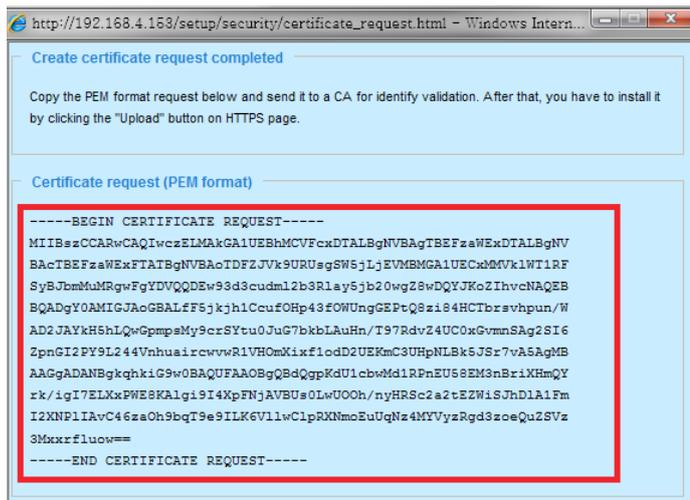 http://192.168.4.153/setup/security/certificate_request.html - Windows Intern...
Create certificate request completed
Copy the PEM format request below and send it to a CA for identify validation. After that, you have to install it
by clicking the "Upload" button on HTTPS page.
Certificate request (PEM format)
-----BEGIN CERTIFICATE REQUEST-----
MIIBszCCARwCAQIwczELMAkGA1UEBhMCVFcxDTALBgNVBAgTBEFzaWExDTALBgNV
BAcTBEFzaWExFTATBgNVBAoTDFZJVk9URUsgSW5jLjEVMBMGA1UECxMMVklWT1RF
SyBJbmMuMRgwFgYDVQQDEw93d3cudml2b3Rlay5jb20wgZ8wDQYJKoZIhvcNAQEB
BQADgY0AMIGJAoGBALfF5jkjh1CcufOHp43fOWUngGEPtQ8zi84HCTbrsvhpun/W
AD2JAYkH5hLQwGpmpsMy9crSYtu0JuG7bkbLAuHn/T97RdvZ4UC0xGvmnSAg2SI6
ZpnGI2PY9L244VnhuaircwvwR1VHOmXixf1odD2UEKmC3UHpNLBk5JSr7vA5AgMB
AAGgADANBgkqhkiG9w0BAQUFAAOBgQBdQgpKdU1cbwMd1RPnEU58EM3nBriXHmQY
rk/igI7ELXxPWE8KAlgi9I4XpFNjAVBUs0LwUOOh/nyHRSc2a2tEZWiSJhDlA1Fm
I2XNPlIAvC46zaOh9bqT9e9ILK6VllwClpRXNmoEuUqNz4MYVyzRgd3zoeQuZSVz
3Mxxrfluow==
-----END CERTIFICATE REQUEST-----